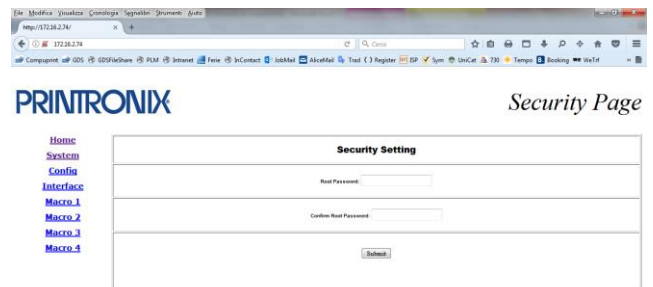 File Modifica Visualizza Cronologia Segnalibri Strumenti Aiuto
http://172.16.2.74/ × +
172.16.2.74 Cerca
Compuprint GDS GDSFileShare PLM Intranet Ferie InContact JobMail AliceMail Trad ( ) Register ISP Sym UniCat 730 Tempo Booking WeTrf
PRINTRONIX Security Page
Home
System
Config
Interface
Macro 1
Macro 2
Macro 3
Macro 4
Security Setting
Root Password:
Confirm Root Password:
Submit